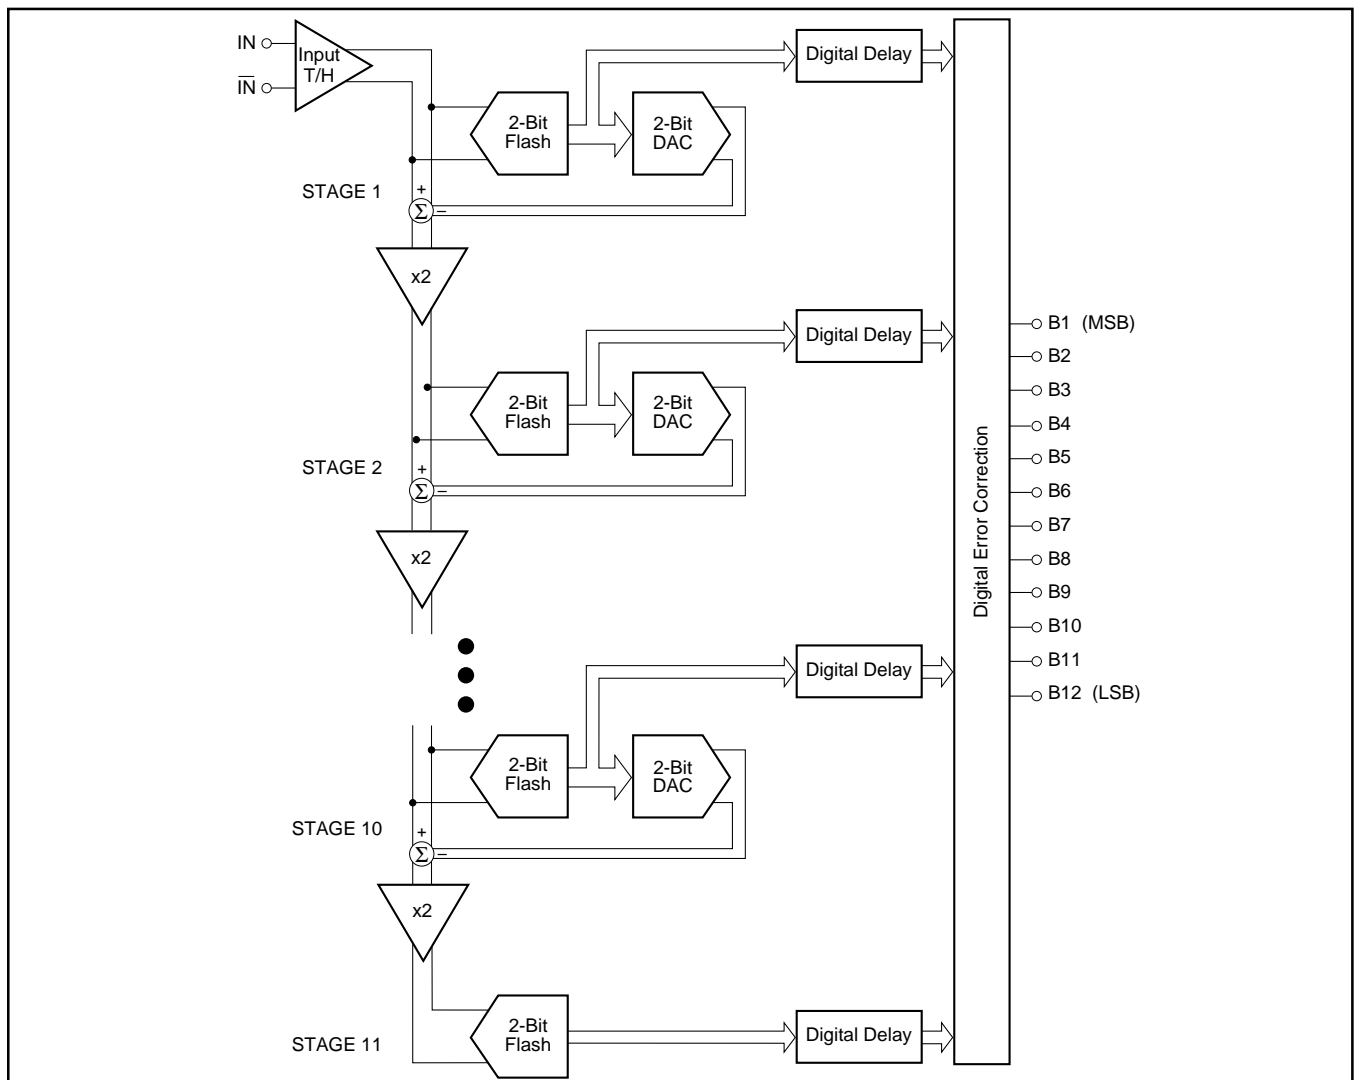 IN
Input
T/H
I̅N̅
Digital Delay
2-Bit
Flash
2-Bit
DAC
STAGE 1
+
Σ
–
x2
Digital Delay
2-Bit
Flash
2-Bit
DAC
STAGE 2
+
Σ
–
x2
Digital Delay
2-Bit
Flash
2-Bit
DAC
STAGE 10
+
Σ
–
x2
STAGE 11
2-Bit
Flash
Digital Delay
Digital Error Correction
B1 (MSB)
B2
B3
B4
B5
B6
B7
B8
B9
B10
B11
B12 (LSB)